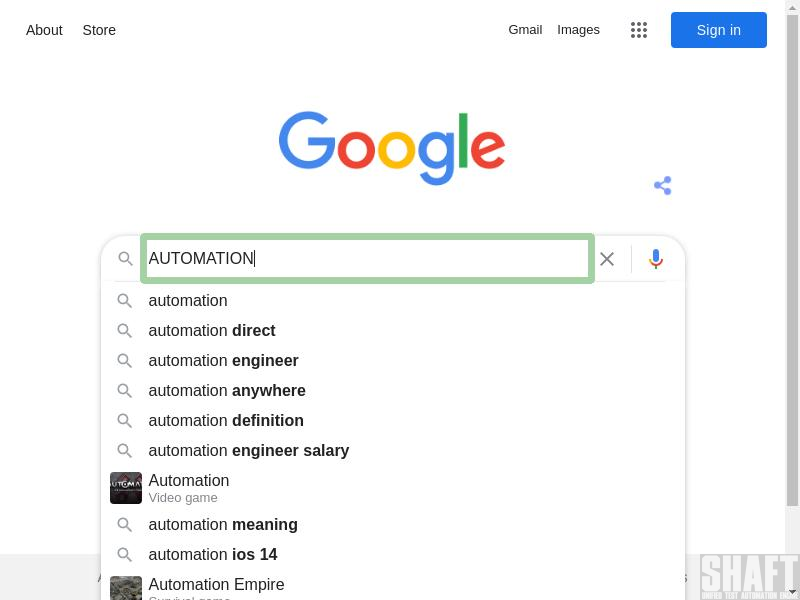 About Store Gmail Images Sign in
Google
AUTOMATION
automation
automation direct
automation engineer
automation anywhere
automation definition
automation engineer salary
Automation
Video game
automation meaning
automation ios 14
Automation Empire
SHAFT